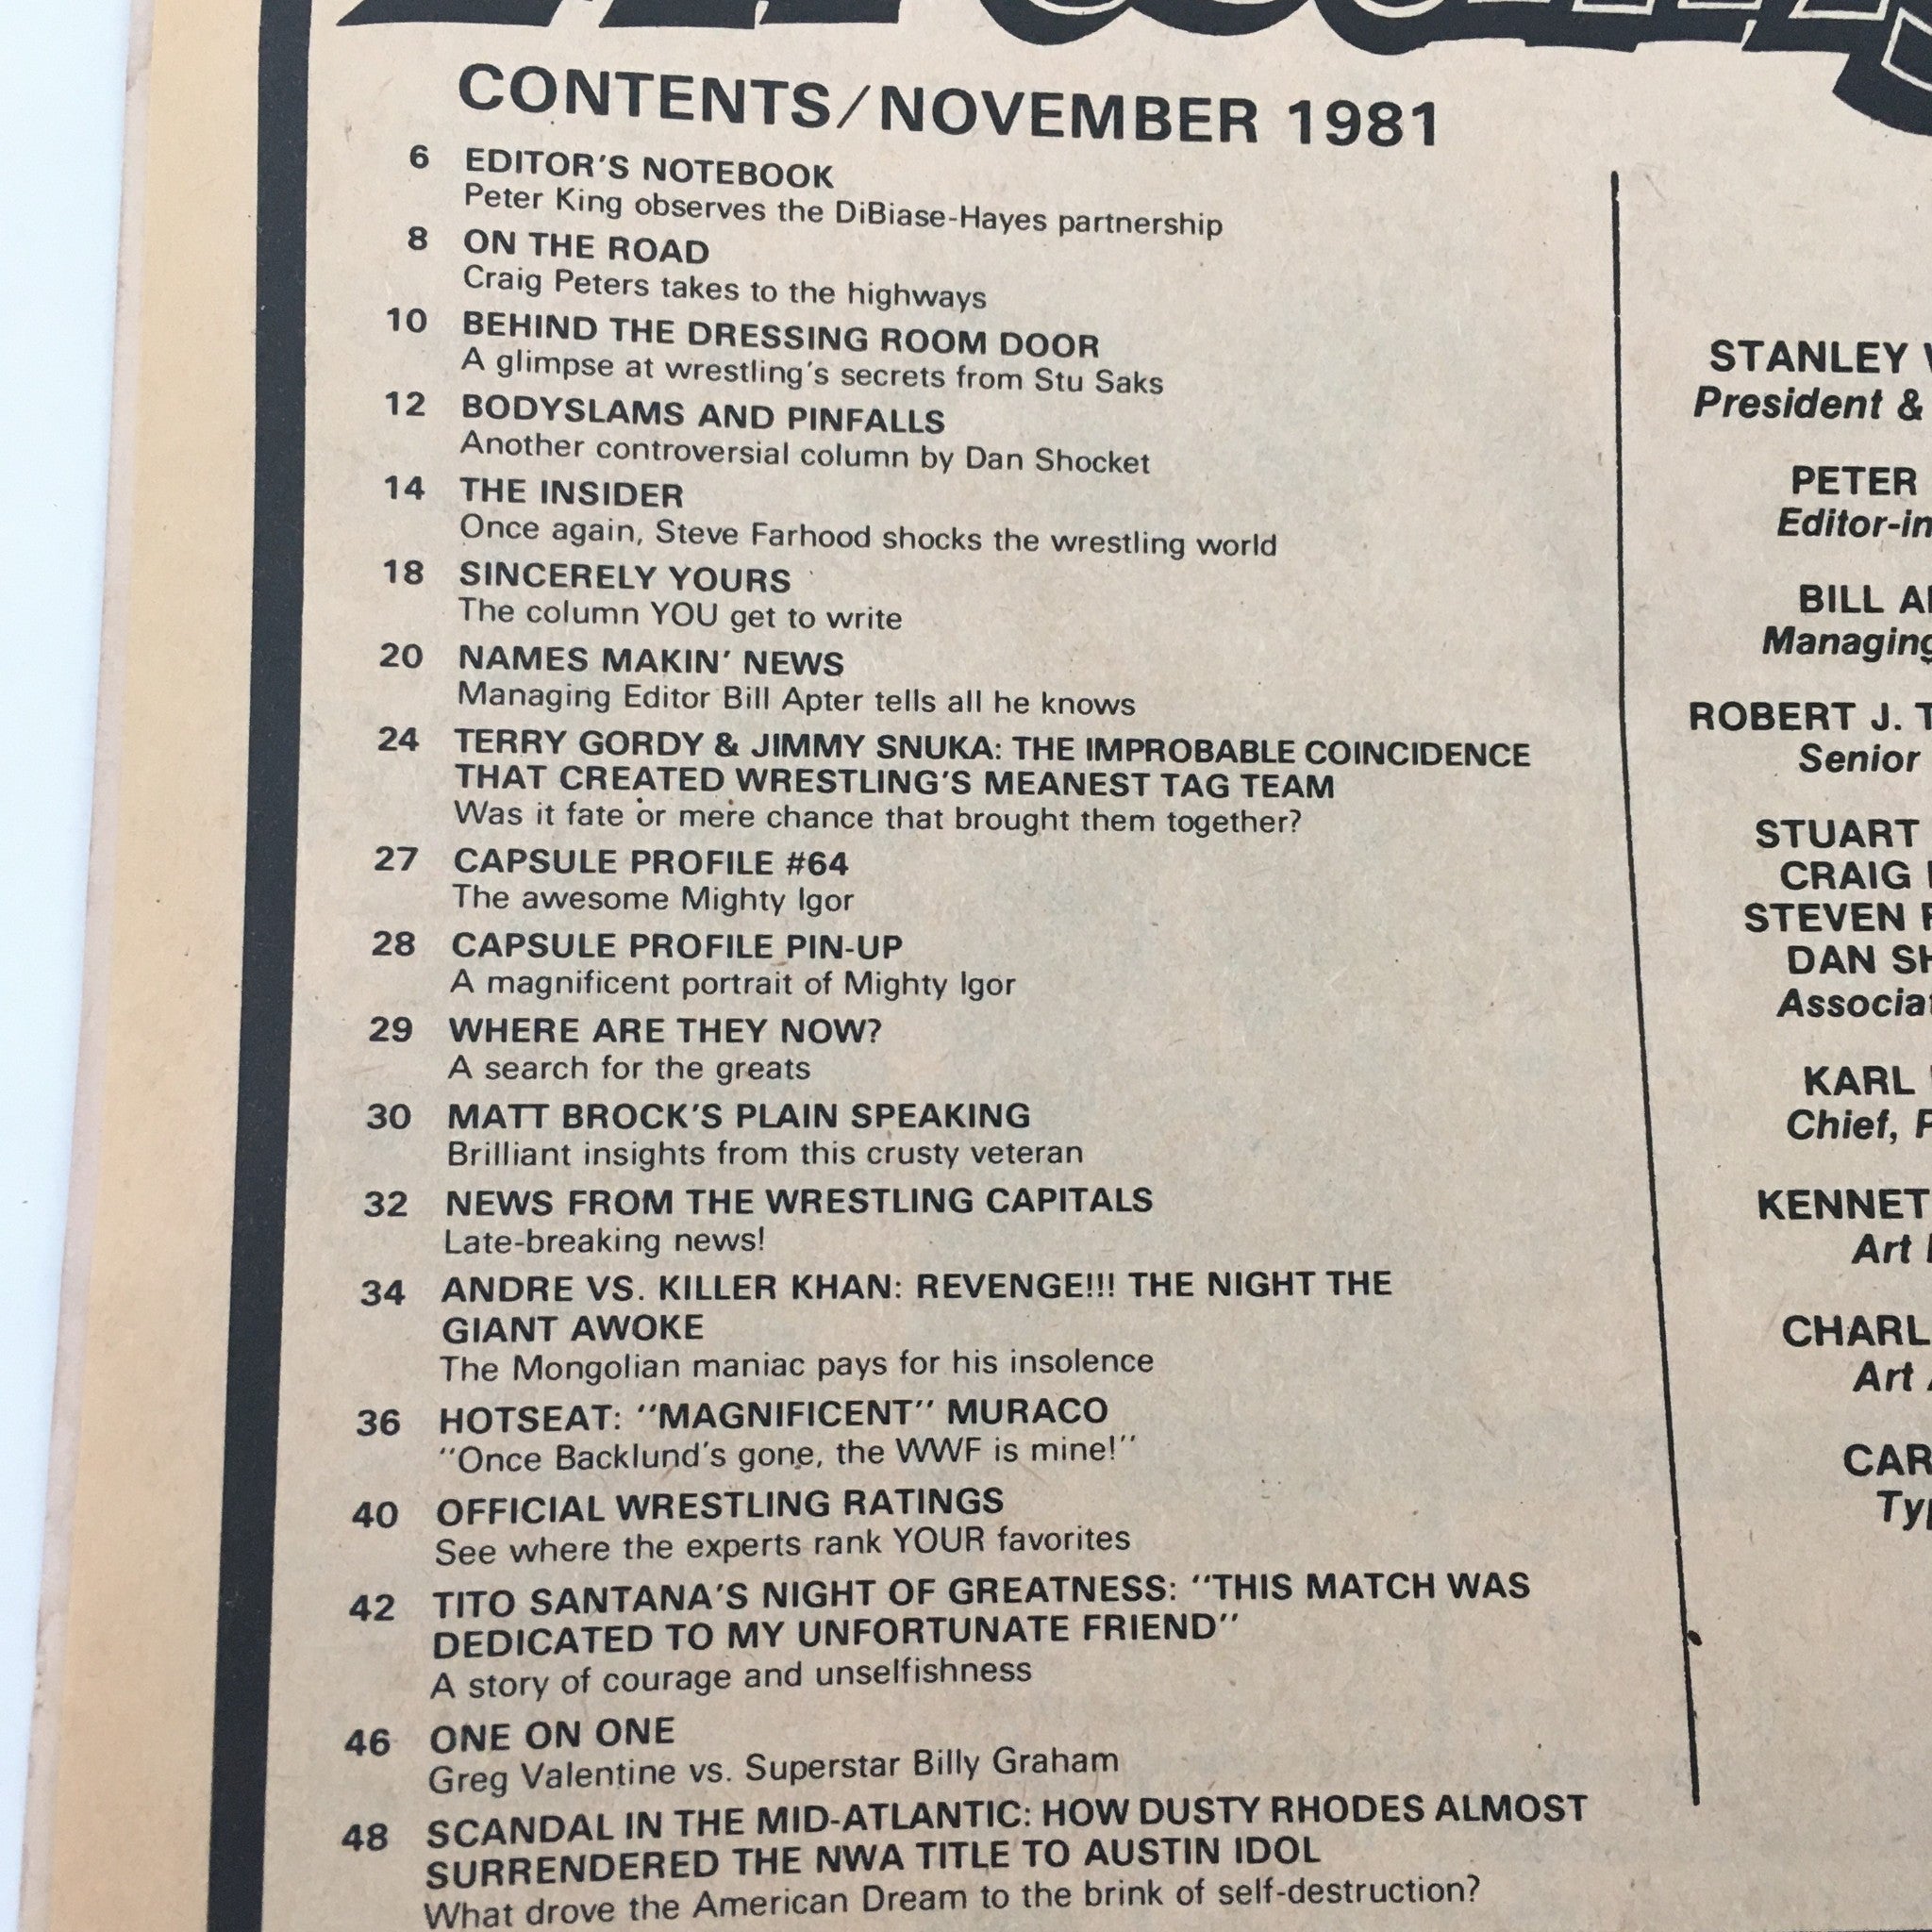 CONTENTS/NOVEMBER 1981
6 EDITOR'S NOTEBOOK
Peter King observes the DiBiase-Hayes partnership
8 ON THE ROAD
Craig Peters takes to the highways
10 BEHIND THE DRESSING ROOM DOOR
A glimpse at wrestling's secrets from Stu Saks
12 BODYSLAMS AND PINFALLS
Another controversial column by Dan Shocket
14 THE INSIDER
Once again, Steve Farhood shocks the wrestling world
18 SINCERELY YOURS
The column YOU get to write
20 NAMES MAKIN' NEWS
Managing Editor Bill Apter tells all he knows
24 TERRY GORDY & JIMMY SNUKA: THE IMPROBABLE COINCIDENCE
THAT CREATED WRESTLING'S MEANEST TAG TEAM
Was it fate or mere chance that brought them together?
27 CAPSULE PROFILE #64
The awesome Mighty Igor
28 CAPSULE PROFILE PIN-UP
A magnificent portrait of Mighty Igor
29 WHERE ARE THEY NOW?
A search for the greats
30 MATT BROCK'S PLAIN SPEAKING
Brilliant insights from this crusty veteran
32 NEWS FROM THE WRESTLING CAPITALS
Late-breaking news!
34 ANDRE VS. KILLER KHAN: REVENGE!!! THE NIGHT THE
GIANT AWOKE
The Mongolian maniac pays for his insolence
36 HOTSEAT: "MAGNIFICENT" MURACO
"Once Backlund's gone, the WWF is mine!"
40 OFFICIAL WRESTLING RATINGS
See where the experts rank YOUR favorites
42 TITO SANTANA'S NIGHT OF GREATNESS: "THIS MATCH WAS
DEDICATED TO MY UNFORTUNATE FRIEND"
A story of courage and unselfishness
46 ONE ON ONE
Greg Valentine vs. Superstar Billy Graham
48 SCANDAL IN THE MID-ATLANTIC: HOW DUSTY RHODES ALMOST
SURRENDERED THE NWA TITLE TO AUSTIN IDOL
What drove the American Dream to the brink of self-destruction?
STANLEY
President &
PETER
Editor-in
BILL
Managing
ROBERT J.
Senior
STUART
CRAIG
STEVEN
DAN
KARL
Chief,
Art
Art